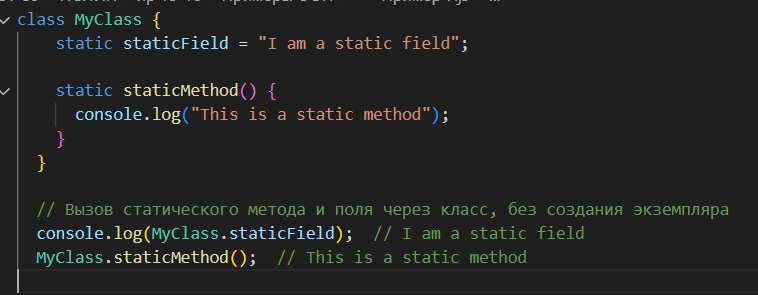 class MyClass {
static staticField = "I am a static field";
static staticMethod() {
console.log("This is a static method");
}
}
// Вызов статического метода и поля через класс, без создания экземпляра
console.log(MyClass.staticField);  // I am a static field
MyClass.staticMethod();  // This is a static method